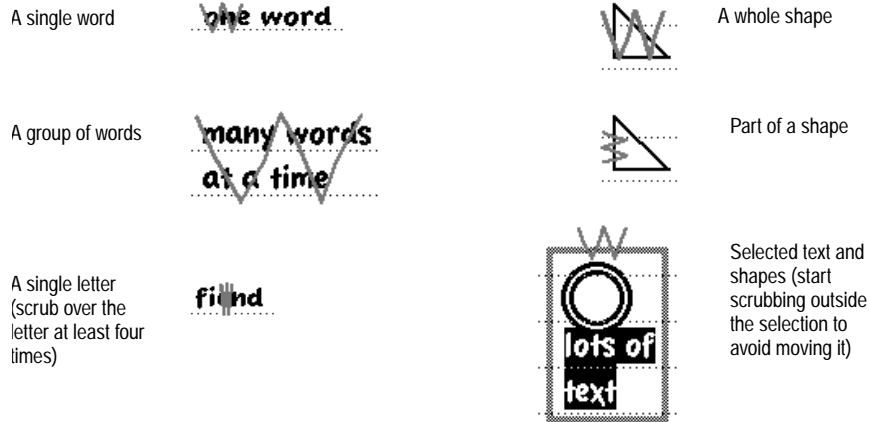 A single word
one word
A whole shape
A group of words
many words
at a time
Part of a shape
A single letter
(scrub over the
letter at least four
times)
Selected text and
shapes (start
scrubbing outside
the selection to
avoid moving it)
lots of
text